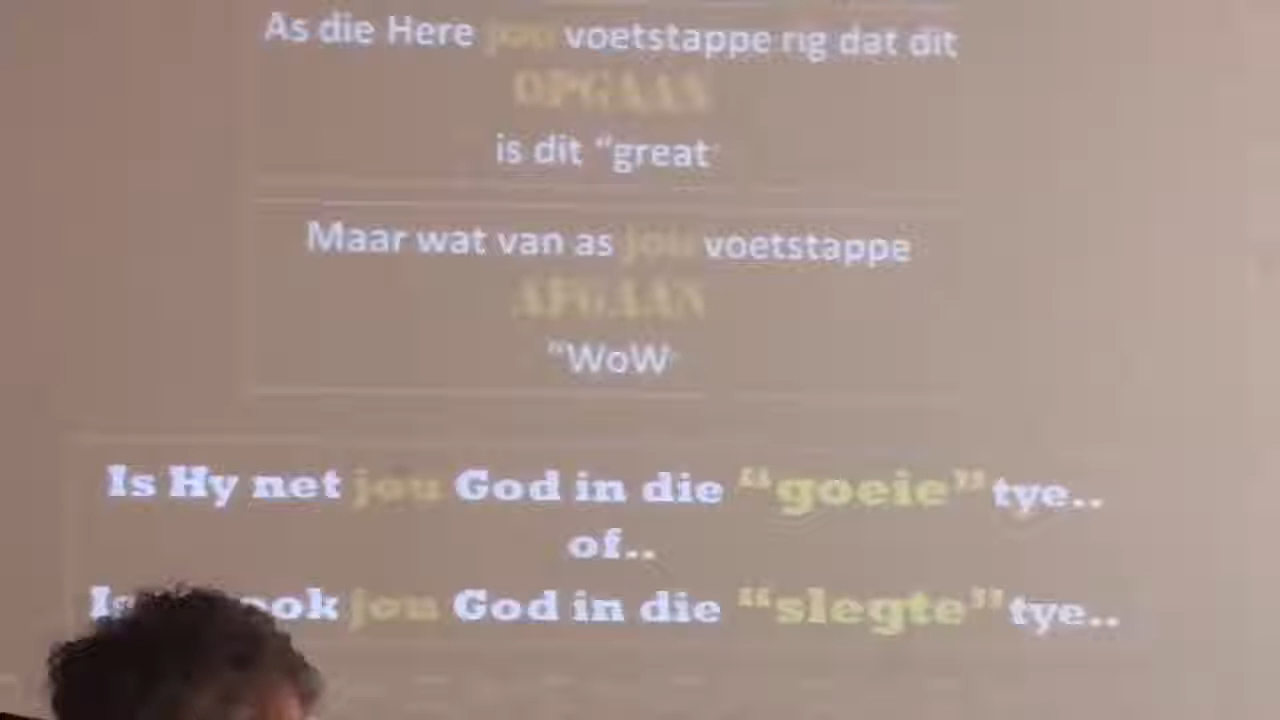 As die Here jou voetstappe rig dat dit
OPGAAN
is dit “great
Maar wat van as jou voetstappe
AFGAAN
“WoW
Is Hy net jou God in die “goeie” tye..
of..
Is ook jou God in die “slegte” tye..